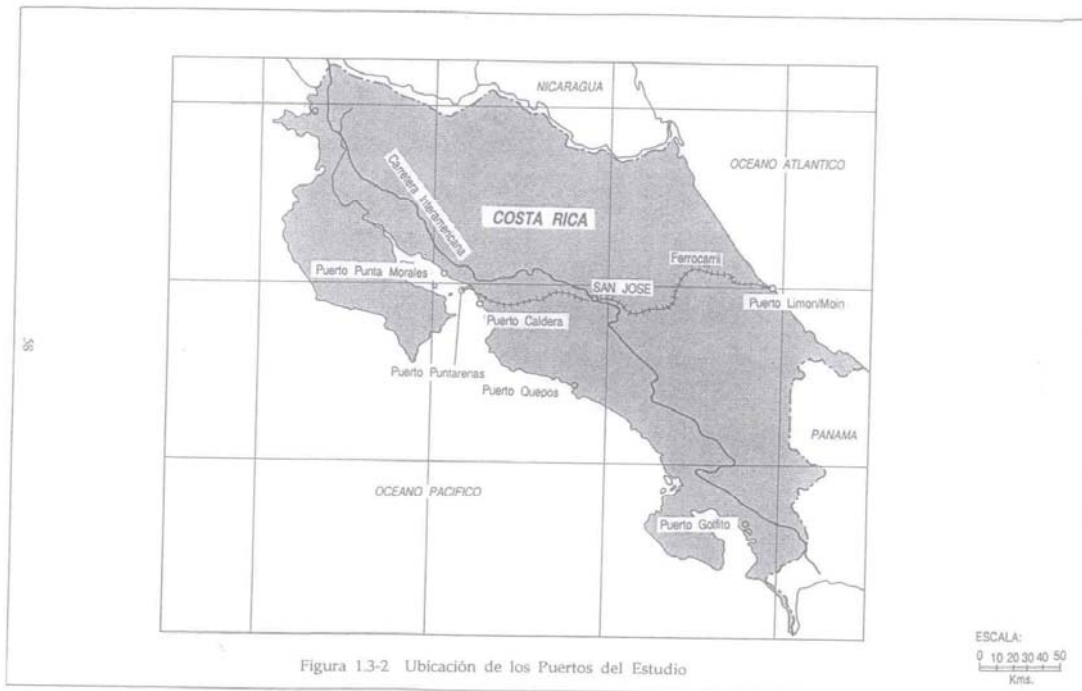 NICARAGUA
OCEANO ATLANTICO
Carretera Interamericana
COSTA RICA
Ferrocarril
Puerto Punta Morales
SAN JOSE
Puerto Limon/Moin
Puerto Caldera
Puerto Puntarenas
Puerto Quepos
PANAMA
OCEANO PACIFICO
Puerto Golfito
Figura 1.3-2 Ubicación de los Puertos del Estudio
ESCALA:
0 10 20 30 40 50
Kms.